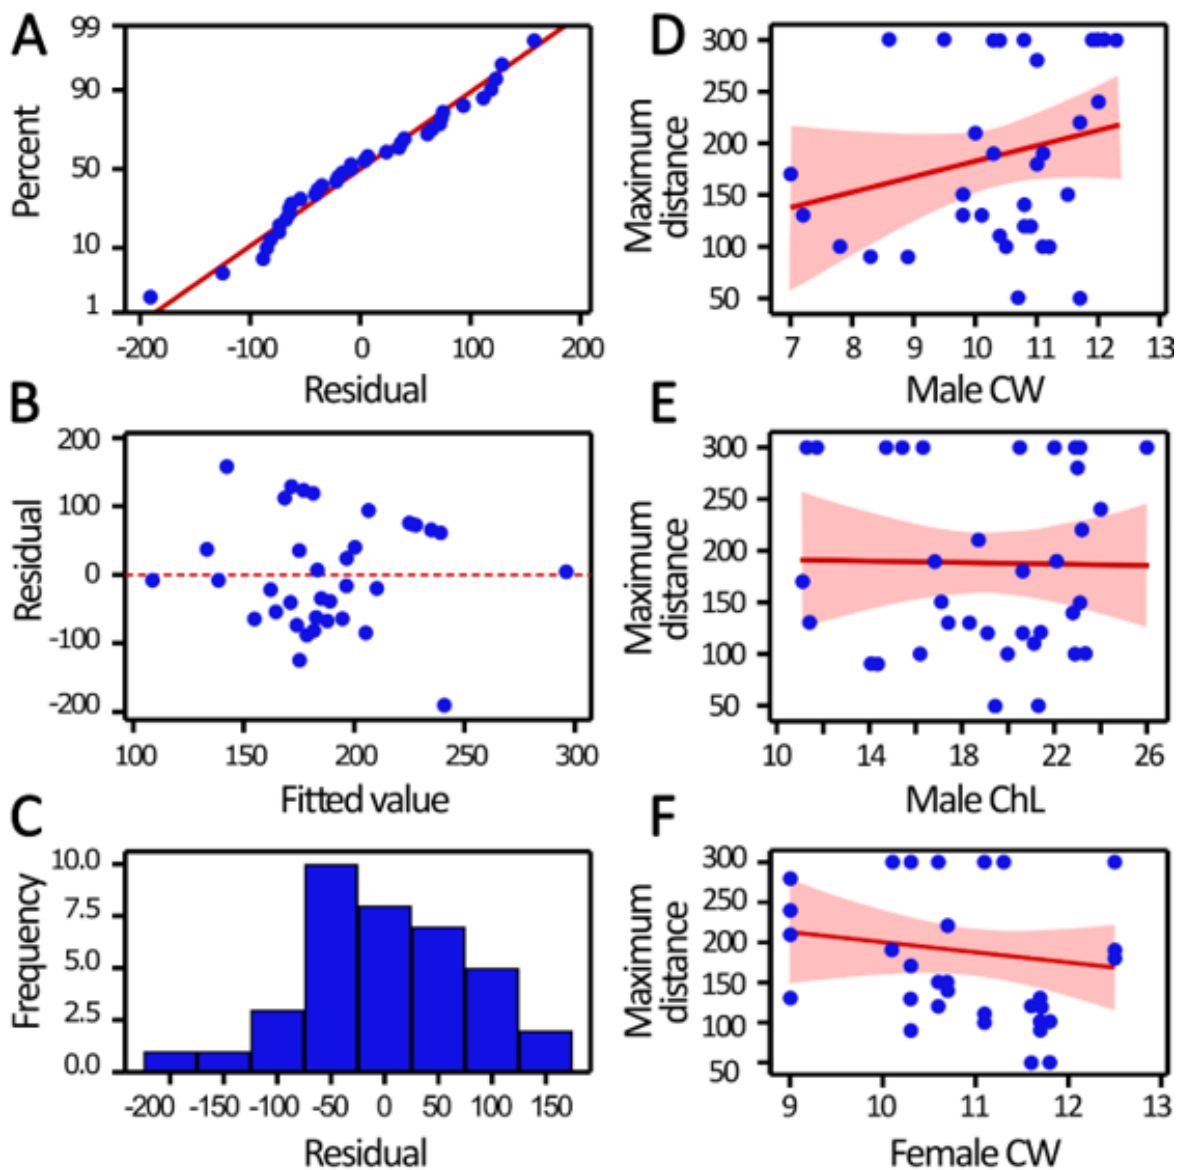 A
99
90
50
10
1
Percent
-200 -100 0 100 200
Residual
B
200
100
0
-100
-200
Residual
100 150 200 250 300
Fitted value
C
10.0
7.5
5.0
2.5
0.0
Frequency
-200 -150 -100 -50 0 50 100 150
Residual
D
300
250
200
150
100
50
Maximum
distance
7 8 9 10 11 12 13
Male CW
E
300
250
200
150
100
50
Maximum
distance
10 14 18 22 26
Male ChL
F
300
250
200
150
100
50
Maximum
distance
9 10 11 12 13
Female CW